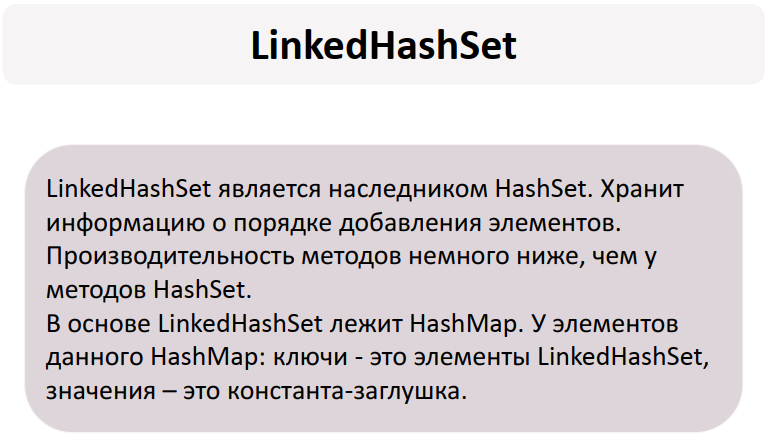 LinkedHashSet
LinkedHashSet является наследником HashSet. Хранит
информацию о порядке добавления элементов.
Производительность методов немного ниже, чем у
методов HashSet.
В основе LinkedHashSet лежит HashMap. У элементов
данного HashMap: ключи - это элементы LinkedHashSet,
значения – это константа-заглушка.